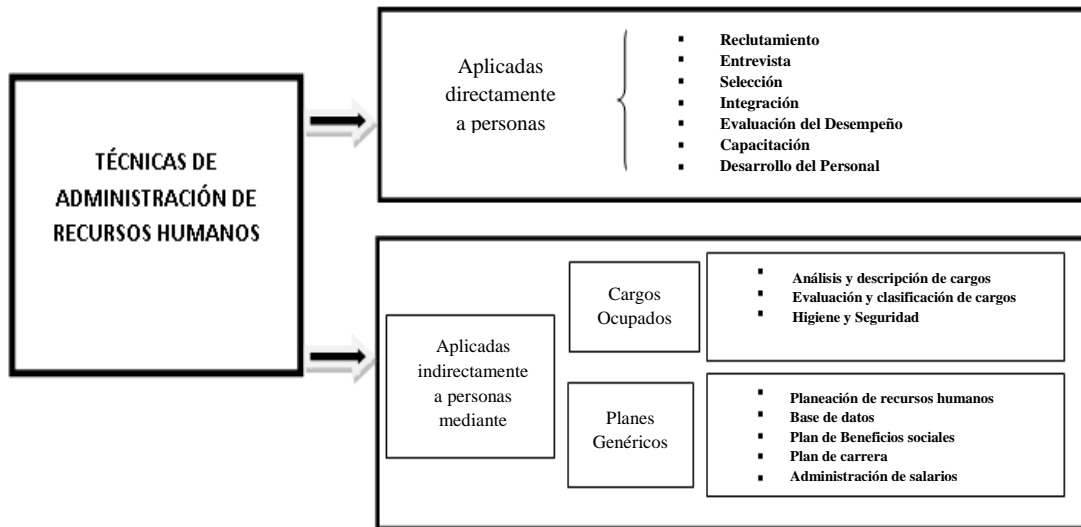 TÉCNICAS DE
ADMINISTRACIÓN DE
RECURSOS HUMANOS
Aplicadas
directamente
a personas
▪ Reclutamiento
▪ Entrevista
▪ Selección
▪ Integración
▪ Evaluación del Desempeño
▪ Capacitación
▪ Desarrollo del Personal
Aplicadas
indirectamente
a personas
mediante
Cargos
Ocupados
▪ Análisis y descripción de cargos
▪ Evaluación y clasificación de cargos
▪ Higiene y Seguridad
Planes
Genéricos
▪ Planeación de recursos humanos
▪ Base de datos
▪ Plan de Beneficios sociales
▪ Plan de carrera
▪ Administración de salarios